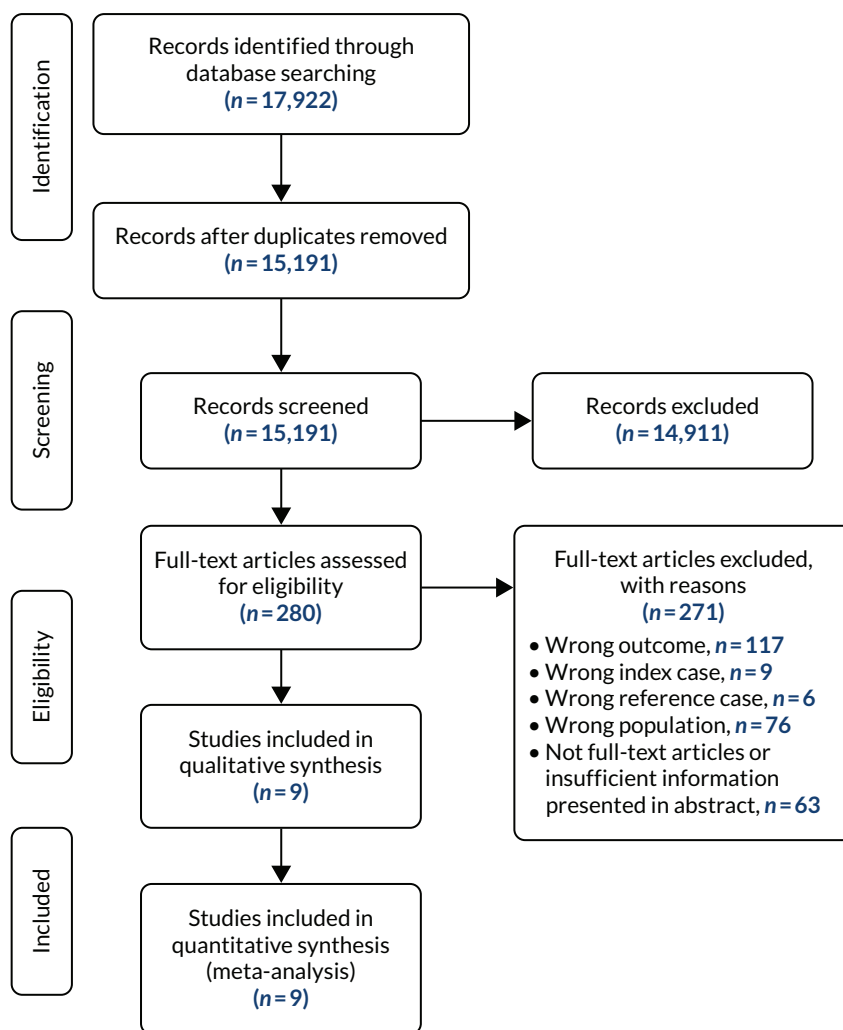 Identification
Records identified through
database searching
(n = 17,922)
Records after duplicates removed
(n = 15,191)
Screening
Records screened
(n = 15,191)
Records excluded
(n = 14,911)
Eligibility
Full-text articles assessed
for eligibility
(n = 280)
Full-text articles excluded,
with reasons
(n = 271)
• Wrong outcome, n = 117
• Wrong index case, n = 9
• Wrong reference case, n = 6
• Wrong population, n = 76
• Not full-text articles or
insufficient information
presented in abstract, n = 63
Studies included in
qualitative synthesis
(n = 9)
Included
Studies included in
quantitative synthesis
(meta-analysis)
(n = 9)